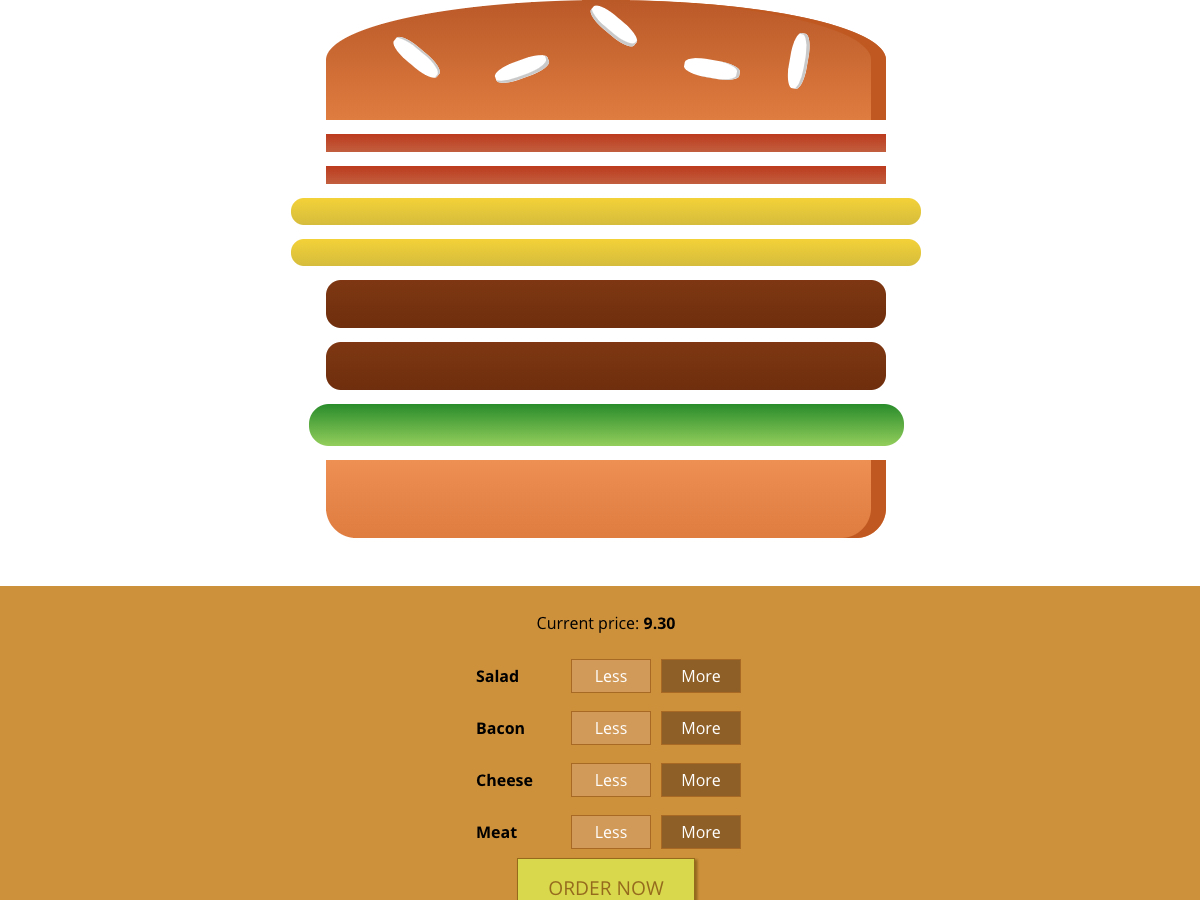 Current price: 9.30
Salad Less More
Bacon Less More
Cheese Less More
Meat Less More
ORDER NOW